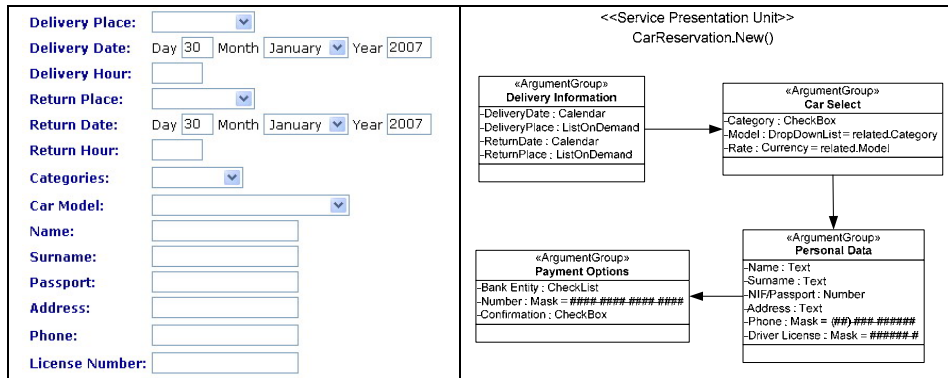 Delivery Place:
Delivery Date: Day 30 Month January Year 2007
Delivery Hour:
Return Place:
Return Date: Day 30 Month January Year 2007
Return Hour:
Categories:
Car Model:
Name:
Surname:
Passport:
Address:
Phone:
License Number:
<<Service Presentation Unit>>
CarReservation.New()
«ArgumentGroup»
Delivery Information
-DeliveryDate : Calendar
-DeliveryPlace : ListOnDemand
-ReturnDate : Calendar
-ReturnPlace : ListOnDemand
«ArgumentGroup»
Car Select
-Category : CheckBox
-Model : DropDownList = related.Category
-Rate : Currency = related.Model
«ArgumentGroup»
Personal Data
-Name : Text
-Surname : Text
-NIF/Passport : Number
-Address : Text
-Phone : Mask = (##)-###-######
-Driver License : Mask = ######-#
«ArgumentGroup»
Payment Options
-Bank Entity : CheckList
-Number : Mask = ####-####-####-####
-Confirmation : CheckBox